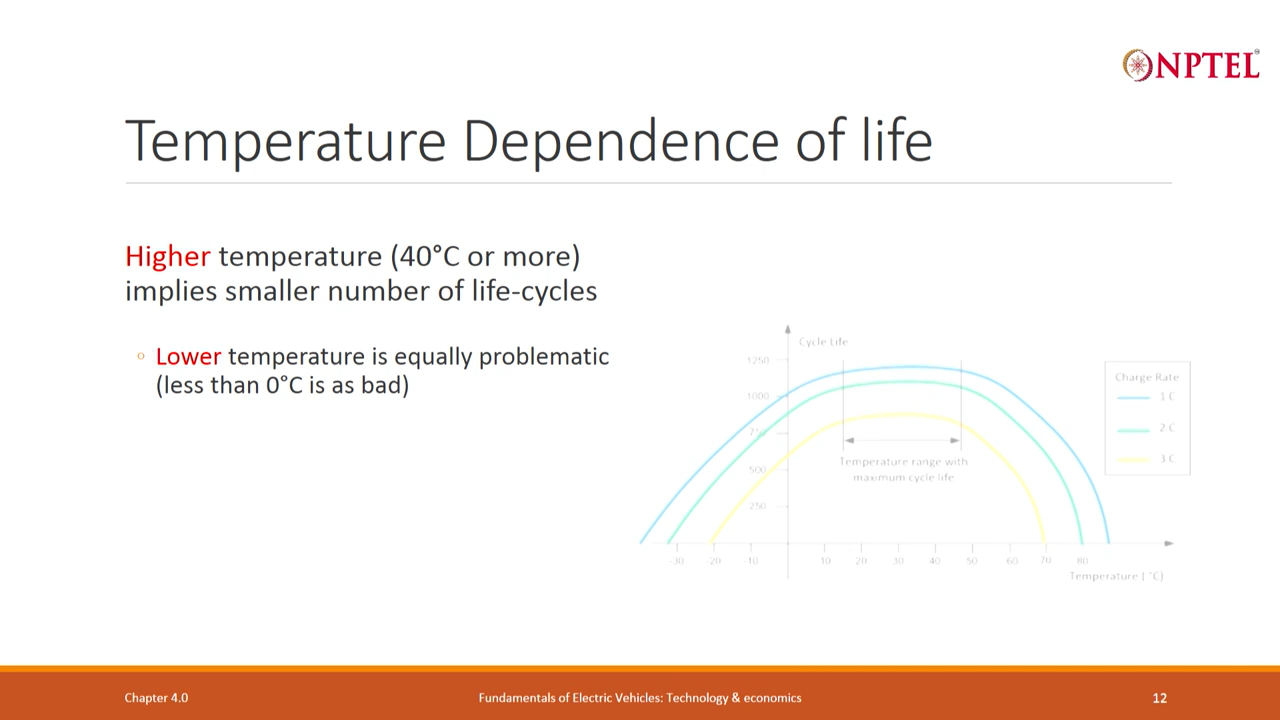 NPTEL
Temperature Dependence of life
Higher temperature (40°C or more)
implies smaller number of life-cycles
◦ Lower temperature is equally problematic
(less than 0°C is as bad)
Cycle Life
1250
1000
750
500
250
Temperature range with
maximum cycle life
-30 -20 -10 10 20 30 40 50 60 70 80
Temperature ( °C)
Charge Rate
1 C
2 C
3 C
Chapter 4.0
Fundamentals of Electric Vehicles: Technology & economics
12